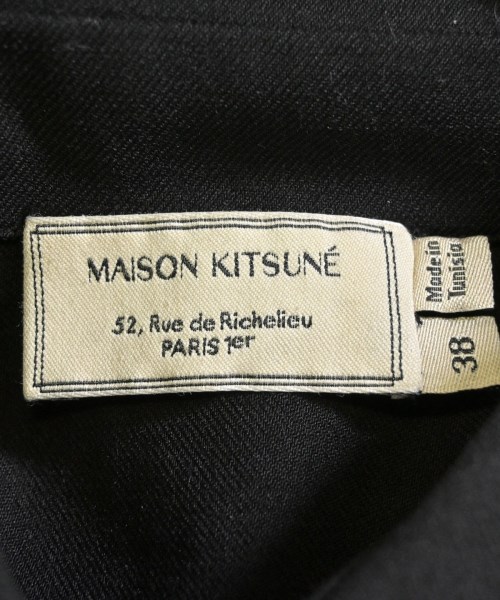 MAISON KITSUNÉ
52, Rue de Richelieu
PARIS 1er
Made in
Tunisia
38